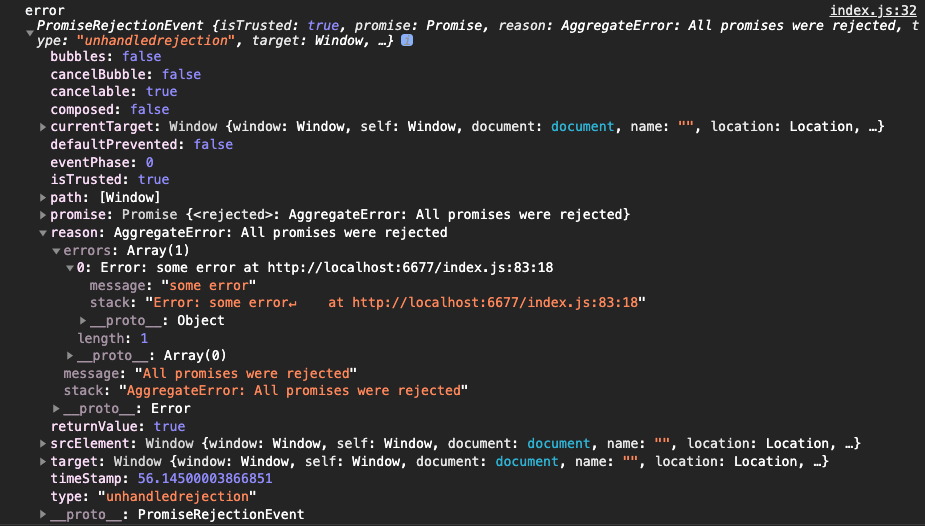 error index.js:32
PromiseRejectionEvent {isTrusted: true, promise: Promise, reason: AggregateError: All promises were rejected, t
ype: "unhandledrejection", target: Window, …} i
bubbles: false
cancelBubble: false
cancelable: true
composed: false
currentTarget: Window {window: Window, self: Window, document: document, name: "", location: Location, …}
defaultPrevented: false
eventPhase: 0
isTrusted: true
path: [Window]
promise: Promise {<rejected>: AggregateError: All promises were rejected}
reason: AggregateError: All promises were rejected
errors: Array(1)
0: Error: some error at http://localhost:6677/index.js:83:18
message: "some error"
stack: "Error: some error↵    at http://localhost:6677/index.js:83:18"
__proto__: Object
length: 1
__proto__: Array(0)
message: "All promises were rejected"
stack: "AggregateError: All promises were rejected"
__proto__: Error
returnValue: true
srcElement: Window {window: Window, self: Window, document: document, name: "", location: Location, …}
target: Window {window: Window, self: Window, document: document, name: "", location: Location, …}
timeStamp: 56.14500003866851
type: "unhandledrejection"
__proto__: PromiseRejectionEvent